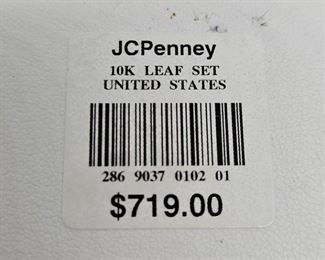 JCPenney
10K LEAF SET
UNITED STATES
286 9037 0102 01
$719.00